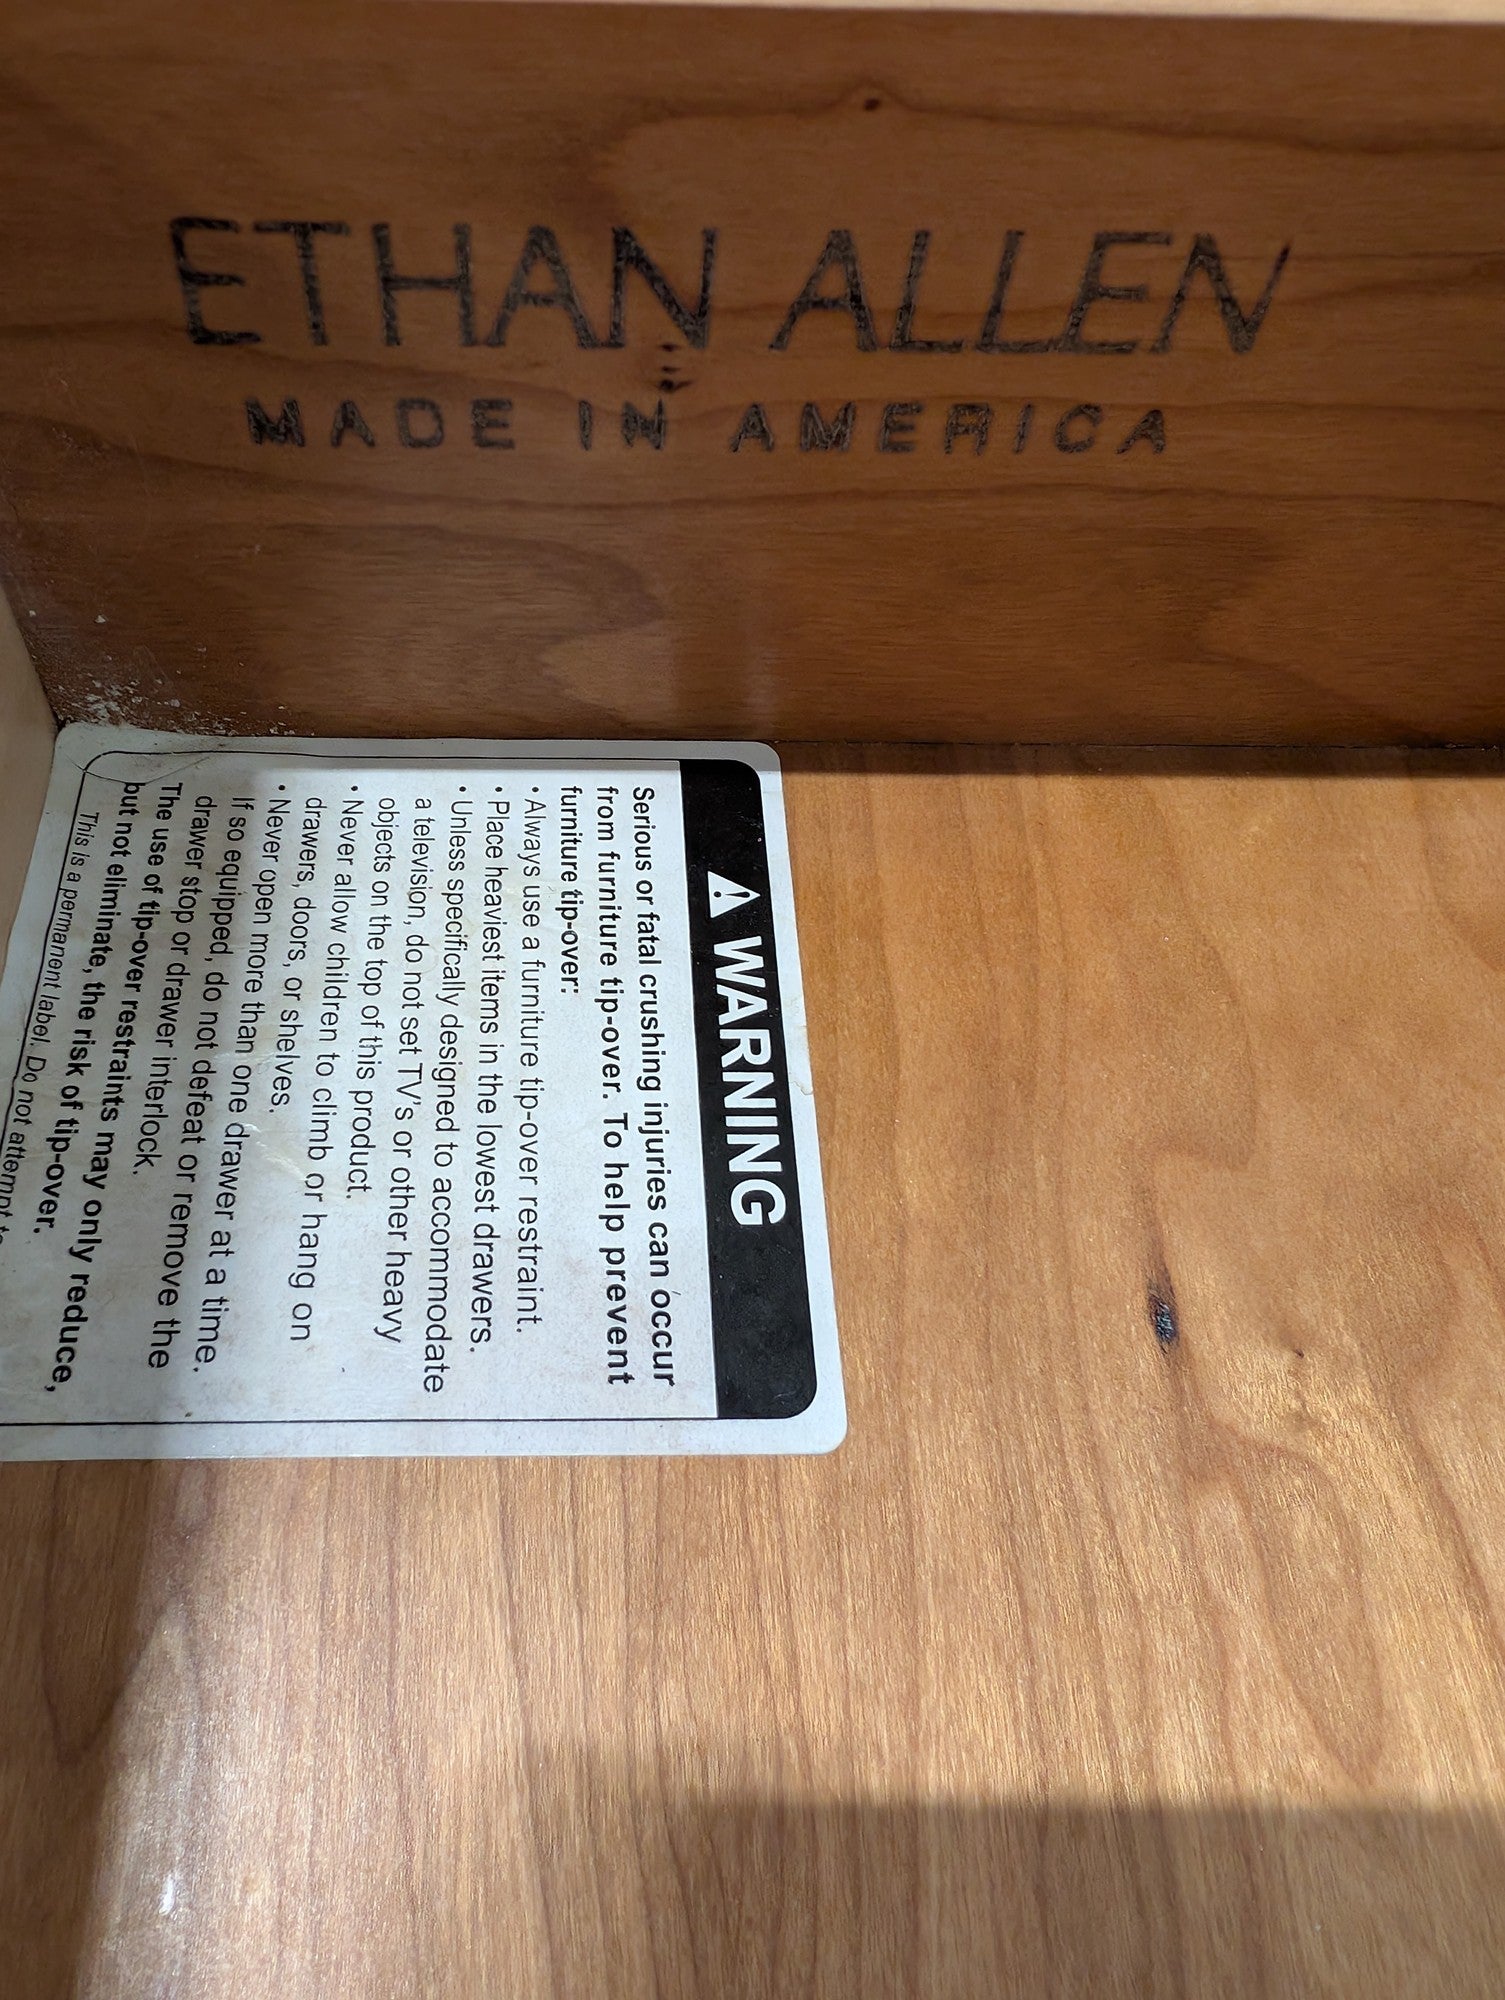 ETHAN ALLEN
MADE IN AMERICA
⚠ WARNING
Serious or fatal crushing injuries can occur
from furniture tip-over. To help prevent
furniture tip-over:
• Always use a furniture tip-over restraint.
• Place heaviest items in the lowest drawers.
• Unless specifically designed to accommodate
a television, do not set TV's or other heavy
objects on the top of this product.
• Never allow children to climb or hang on
drawers, doors, or shelves.
• Never open more than one drawer at a time.
If so equipped, do not defeat or remove the
drawer stop or drawer interlock.
The use of tip-over restraints may only reduce,
but not eliminate, the risk of tip-over.
This is a permanent label. Do not attempt to